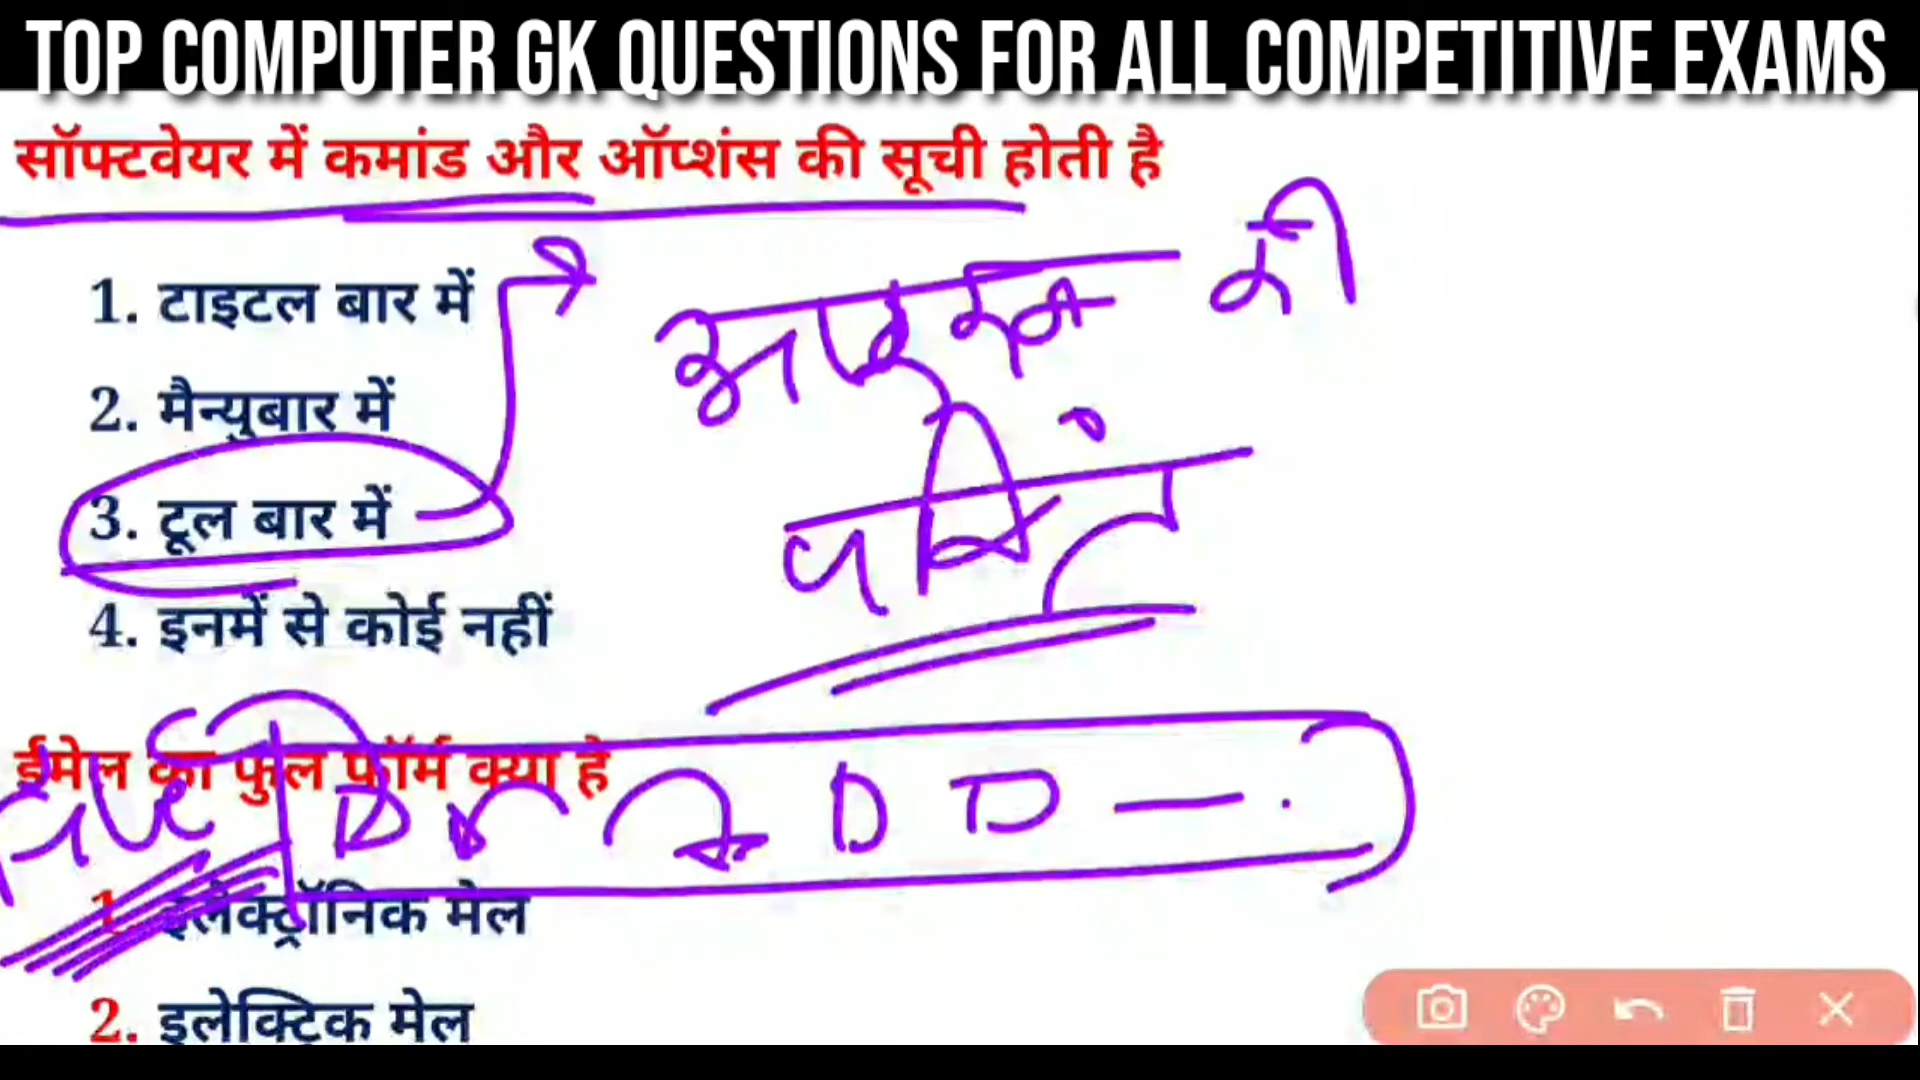 TOP COMPUTER GK QUESTIONS FOR ALL COMPETITIVE EXAMS
सॉफ्टवेयर में कमांड और ऑप्शंस की सूची होती है
1. टाइटल बार में
2. मैन्युबार में
3. टूल बार में
4. इनमें से कोई नहीं
की
ईमेल का फुल फॉर्म क्या है
1. इलेक्ट्रॉनिक मेल
2. इलेक्टिक मेल